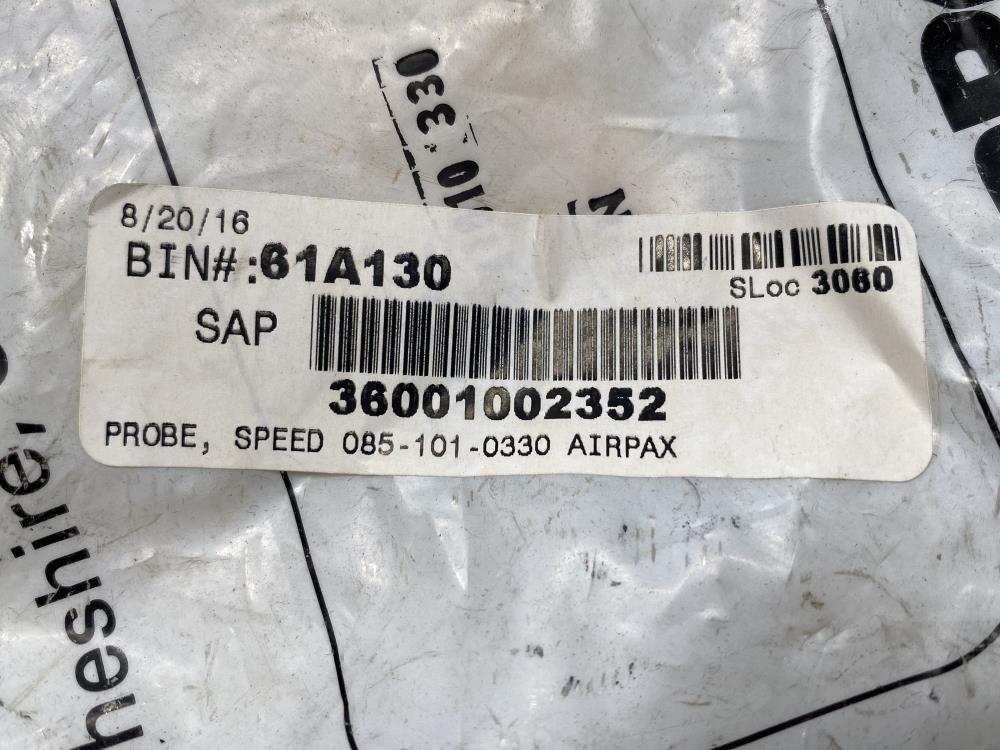 330
8/20/16
BIN#:61A130
SLoc 3060
SAP
36001002352
PROBE, SPEED 085-101-0330 AIRPAX
heshire,